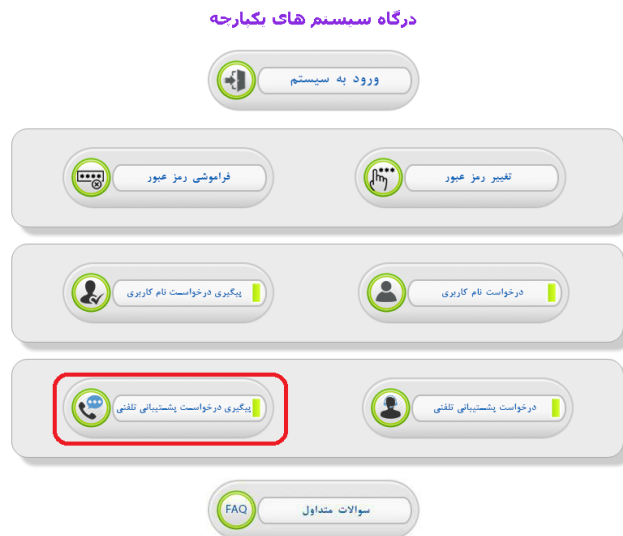 درگاه سیستم های یکپارچه
ورود به سیستم
تغییر رمز عبور
فراموشی رمز عبور
درخواست نام کاربری
پیگیری درخواست نام کاربری
درخواست پشتیبانی تلفنی
پیگیری درخواست پشتیبانی تلفنی
سوالات متداول
FAQ